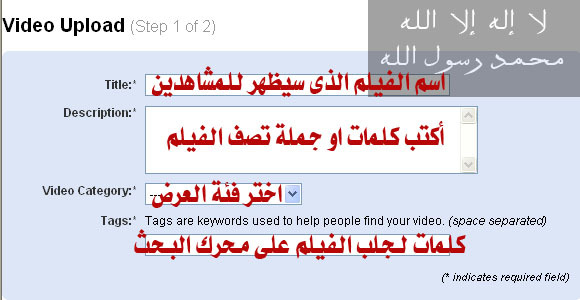 Video Upload (Step 1 of 2)
لا إله إلا الله
محمد رسول الله
Title:* اسم الفيلم الذى سيظهر للمشاهدين
Description:* أكتب كلمات او جملة تصف الفيلم
Video Category:* --- اختر فئة العرض
Tags:* Tags are keywords used to help people find your video. (space separated)
كلمات لجلب الفيلم على محرك البحث
(* indicates required field)